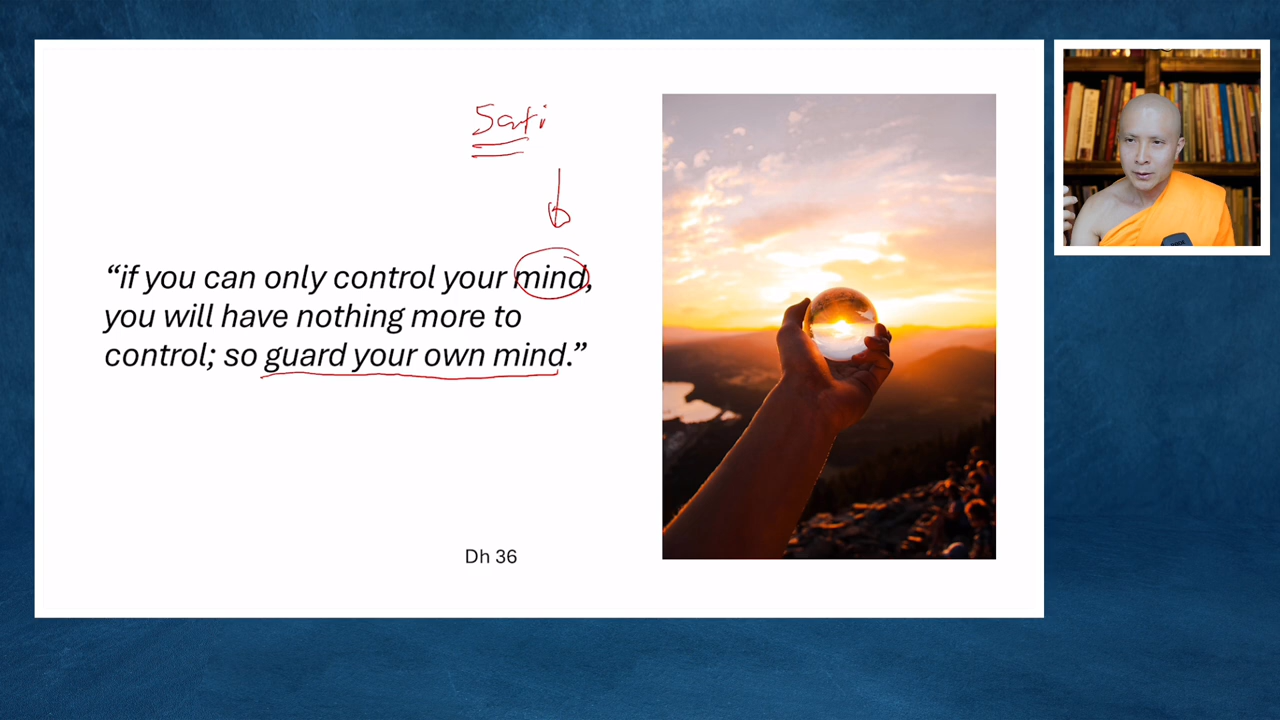 Sati
“if you can only control your mind,
you will have nothing more to
control; so guard your own mind.”
Dh 36